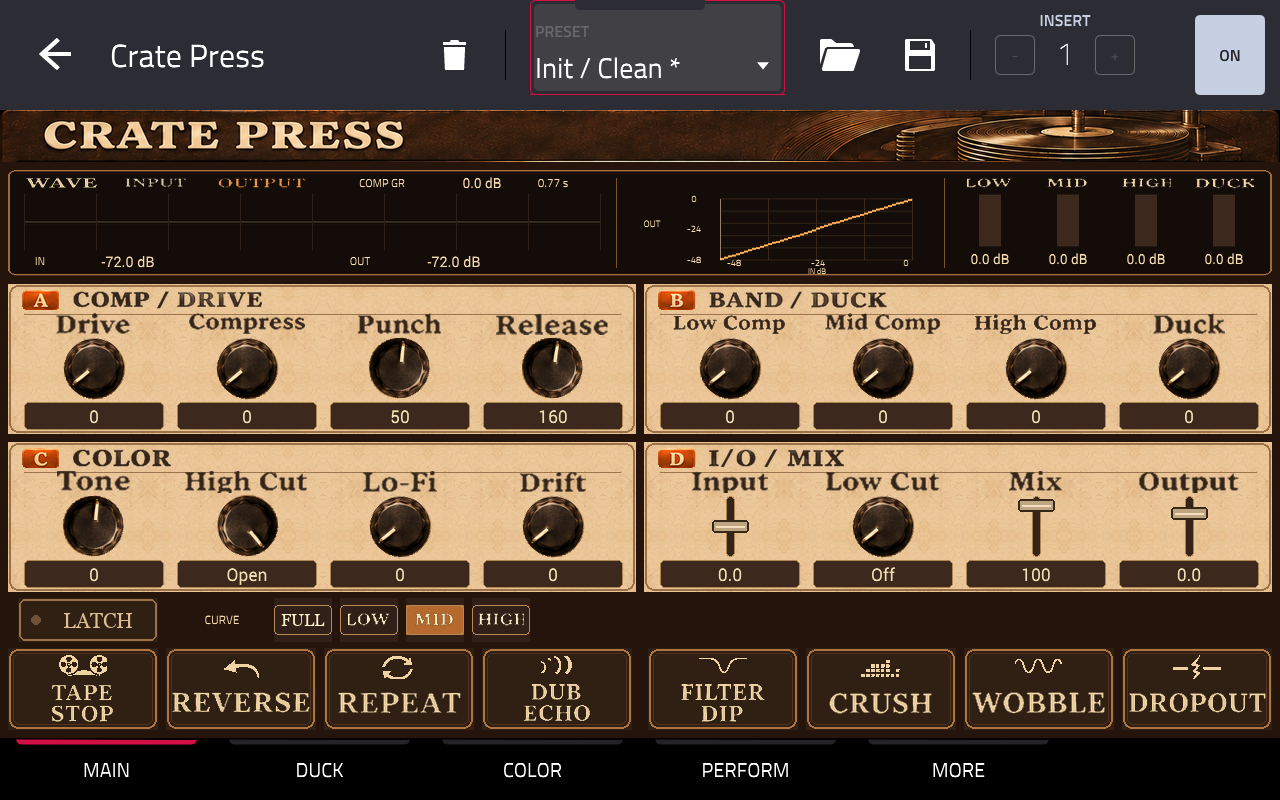 Crate Press
PRESET
Init / Clean *
INSERT
- 1 +
ON
CRATE PRESS
WAVE INPUT OUTPUT COMP GR 0.0 dB 0.77 s
IN -72.0 dB OUT -72.0 dB
OUT
0
-24
-48
-48 -24 0
IN dB
LOW MID HIGH DUCK
0.0 dB 0.0 dB 0.0 dB 0.0 dB
A COMP / DRIVE
Drive Compress Punch Release
0 0 50 160
B BAND / DUCK
Low Comp Mid Comp High Comp Duck
0 0 0 0
C COLOR
Tone High Cut Lo-Fi Drift
0 Open 0 0
D I/O / MIX
Input Low Cut Mix Output
0.0 Off 100 0.0
LATCH CURVE FULL LOW MID HIGH
TAPE STOP
REVERSE
REPEAT
DUB ECHO
FILTER DIP
CRUSH
WOBBLE
DROPOUT
MAIN DUCK COLOR PERFORM MORE